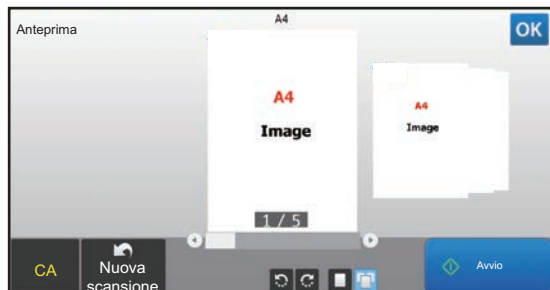 Anteprima
A4
OK
A4
Image
A4
Image
1 / 5
CA
Nuova
scansione
Avvio